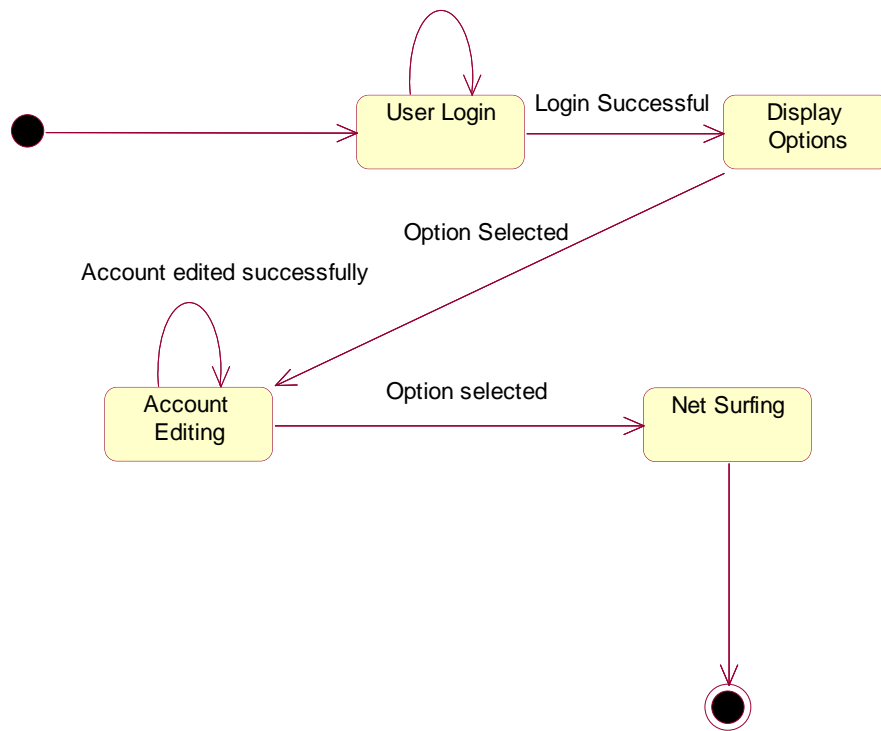 User Login
Login Successful
Display
Options
Option Selected
Account edited successfully
Account
Editing
Option selected
Net Surfing